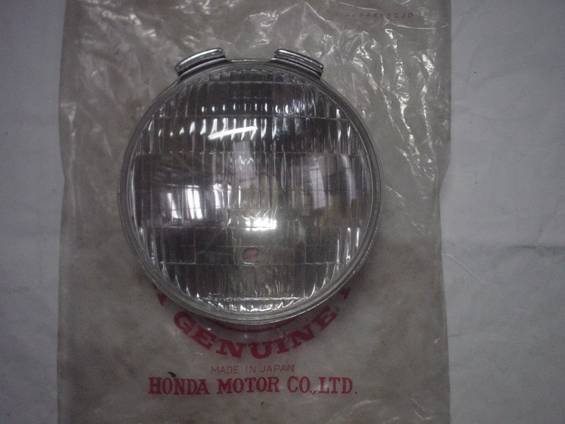 GENUINE
MADE IN JAPAN
HONDA MOTOR CO., LTD.